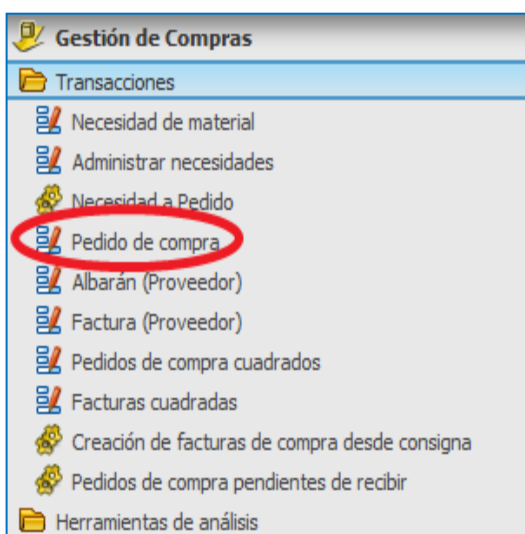 Gestión de Compras
Transacciones
Necesidad de material
Administrar necesidades
Necesidad a Pedido
Pedido de compra
Albarán (Proveedor)
Factura (Proveedor)
Pedidos de compra cuadrados
Facturas cuadradas
Creación de facturas de compra desde consigna
Pedidos de compra pendientes de recibir
Herramientas de análisis